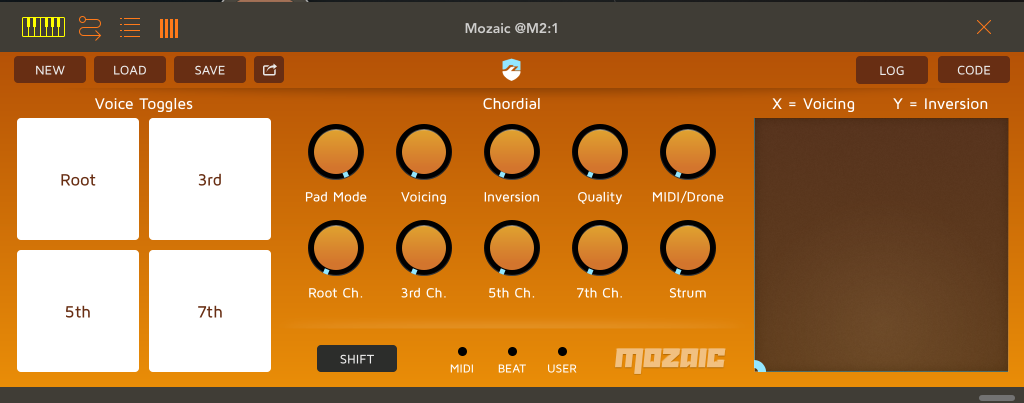 Mozaic @M2:1
NEW LOAD SAVE LOG CODE
Voice Toggles Chordial X = Voicing Y = Inversion
Root 3rd
Pad Mode Voicing Inversion Quality MIDI/Drone
5th 7th
Root Ch. 3rd Ch. 5th Ch. 7th Ch. Strum
SHIFT MIDI BEAT USER MOZAIC